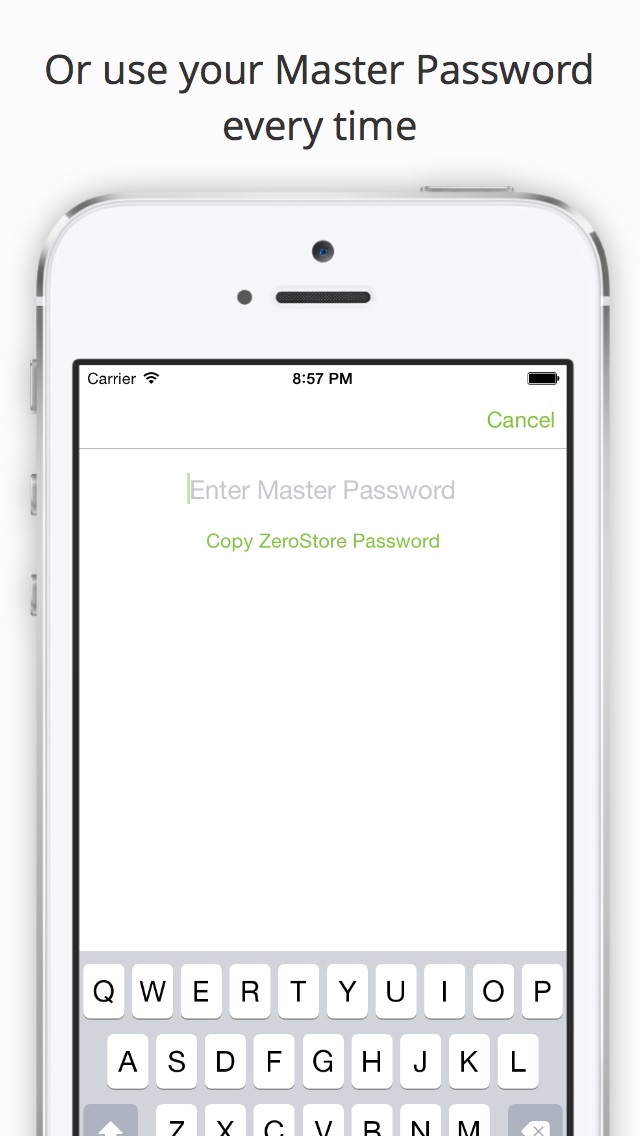 Or use your Master Password
every time
Carrier 8:57 PM
Cancel
Enter Master Password
Copy ZeroStore Password
Q W E R T Y U I O P
A S D F G H J K L
Z X C V B N M